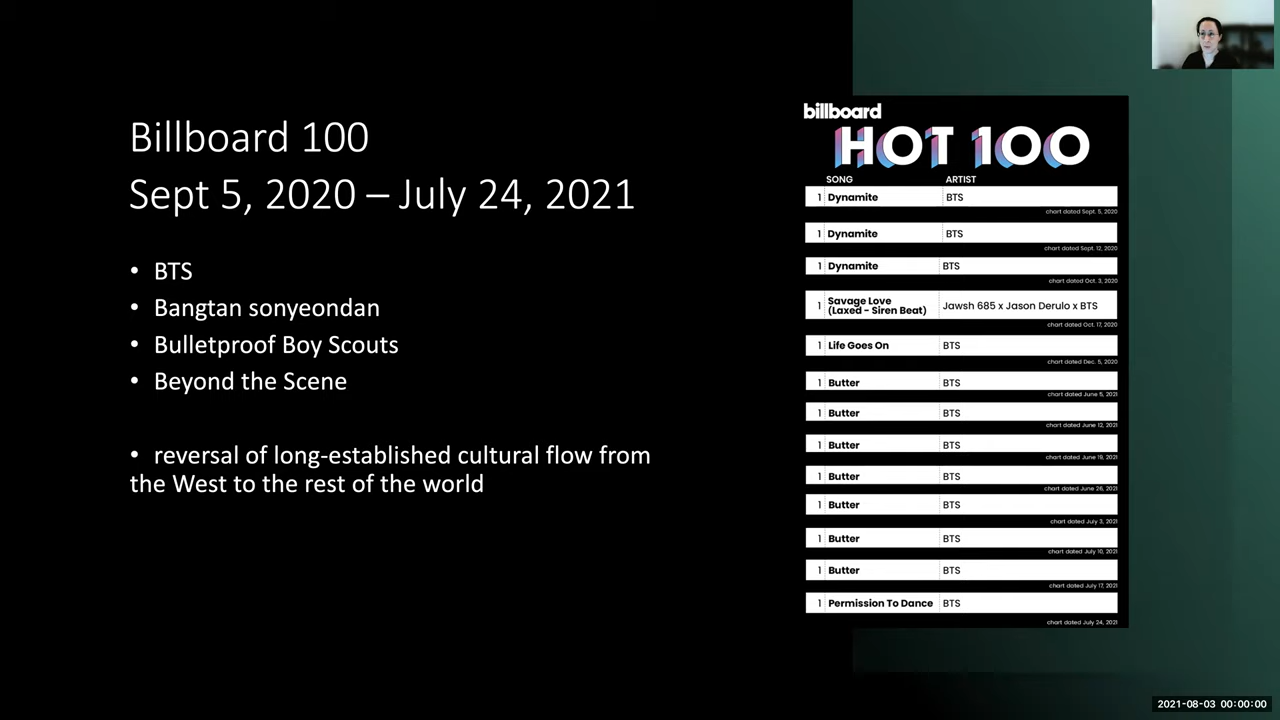 Billboard 100
Sept 5, 2020 – July 24, 2021
• BTS
• Bangtan sonyeondan
• Bulletproof Boy Scouts
• Beyond the Scene
• reversal of long-established cultural flow from
the West to the rest of the world
billboard
HOT 100
SONG ARTIST
1 Dynamite BTS
chart dated Sept. 5, 2020
1 Dynamite BTS
chart dated Sept. 12, 2020
1 Dynamite BTS
chart dated Oct. 3, 2020
1 Savage Love
(Laxed - Siren Beat) Jawsh 685 x Jason Derulo x BTS
chart dated Oct. 17, 2020
1 Life Goes On BTS
chart dated Dec. 5, 2020
1 Butter BTS
chart dated June 5, 2021
1 Butter BTS
chart dated June 12, 2021
1 Butter BTS
chart dated June 19, 2021
1 Butter BTS
chart dated June 26, 2021
1 Butter BTS
chart dated July 3, 2021
1 Butter BTS
chart dated July 10, 2021
1 Butter BTS
chart dated July 17, 2021
1 Permission To Dance BTS
chart dated July 24, 2021
2021-08-03 00:00:00